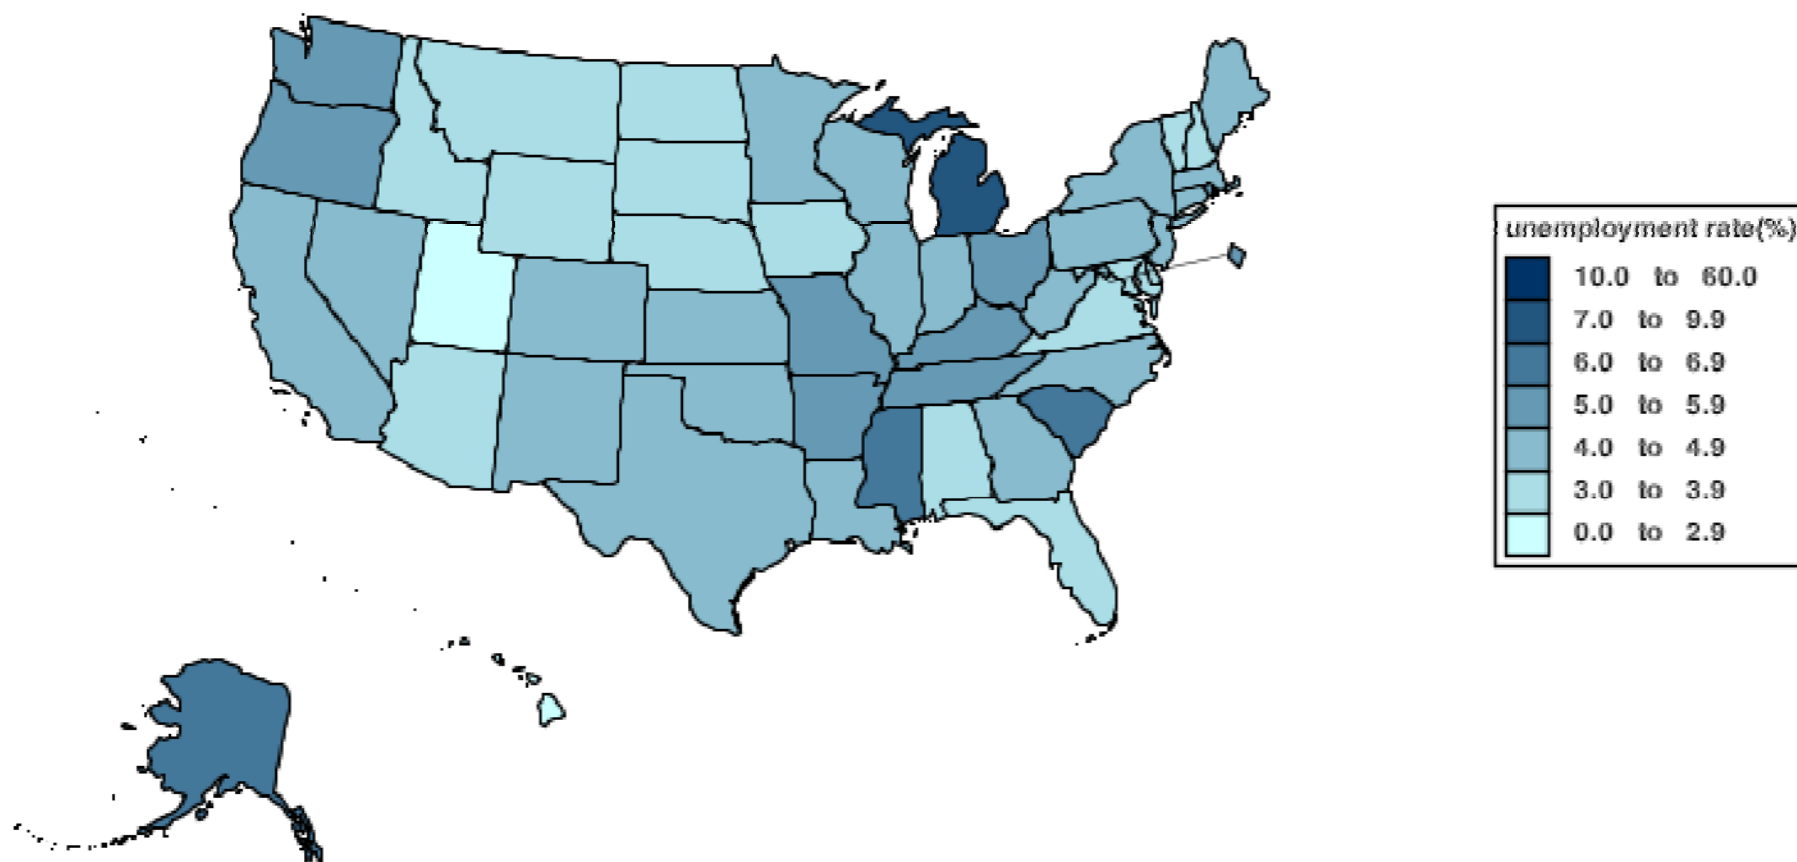 unemployment rate(%)
10.0 to 60.0
7.0 to 9.9
6.0 to 6.9
5.0 to 5.9
4.0 to 4.9
3.0 to 3.9
0.0 to 2.9